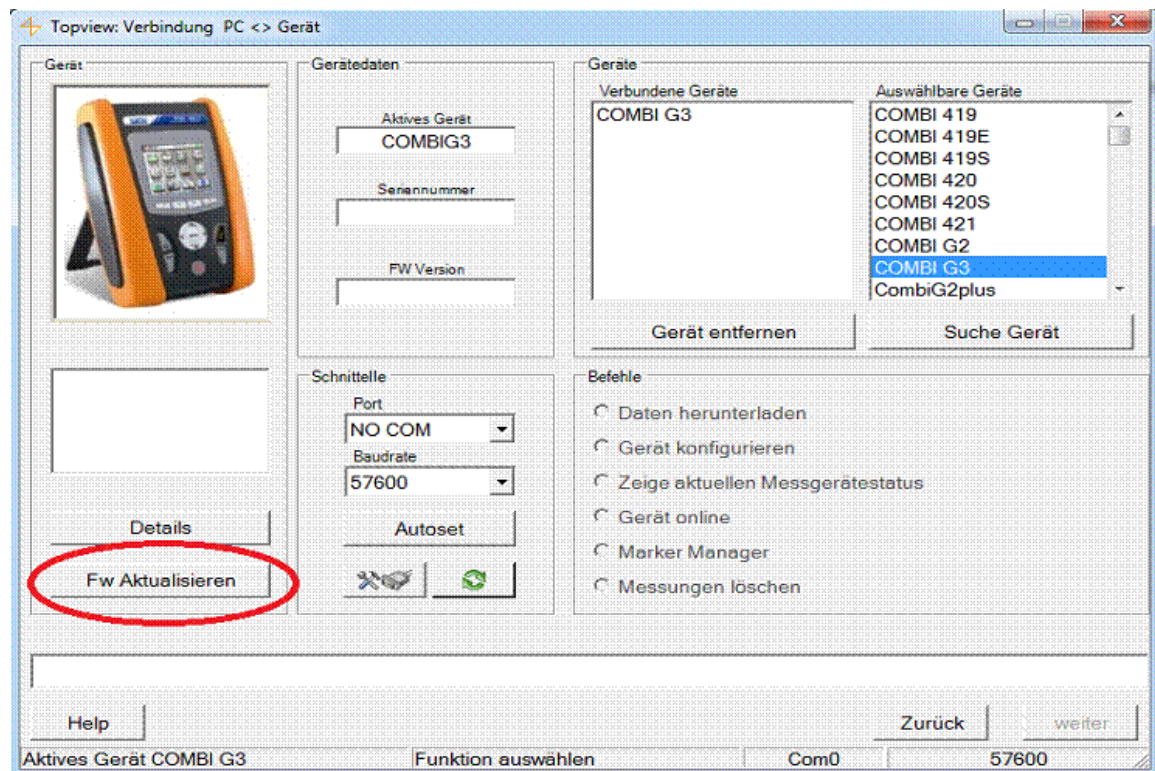 Topview: Verbindung PC <> Gerät
Gerät
Details
Fw Aktualisieren
Gerätedaten
Aktives Gerät
COMBIG3
Seriennummer
FW Version
Schnittelle
Port
NO COM
Baudrate
57600
Autoset
Geräte
Verbundene Geräte
COMBI G3
Gerät entfernen
Auswählbare Geräte
COMBI 419
COMBI 419E
COMBI 419S
COMBI 420
COMBI 420S
COMBI 421
COMBI G2
COMBI G3
CombiG2plus
Suche Gerät
Befehle
Daten herunterladen
Gerät konfigurieren
Zeige aktuellen Messgerätestatus
Gerät online
Marker Manager
Messungen löschen
Help
Zurück
weiter
Aktives Gerät COMBI G3
Funktion auswählen
Com0
57600